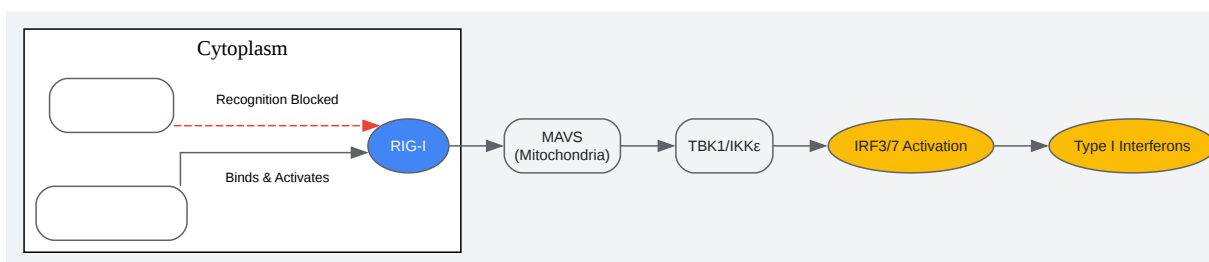 Cytoplasm
Recognition Blocked
Binds & Activates
RIG-I
MAVS
(Mitochondria)
TBK1/IKKε
IRF3/7 Activation
Type I Interferons